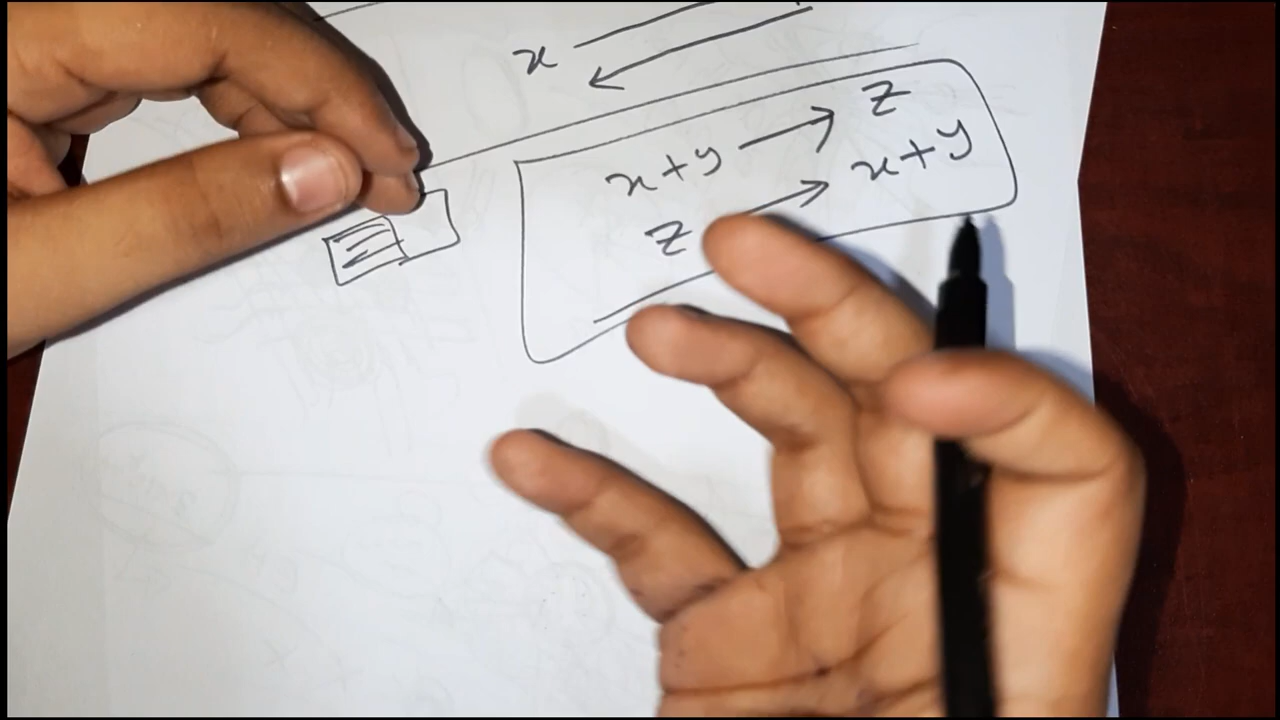 x
x+y → z
z → x+y